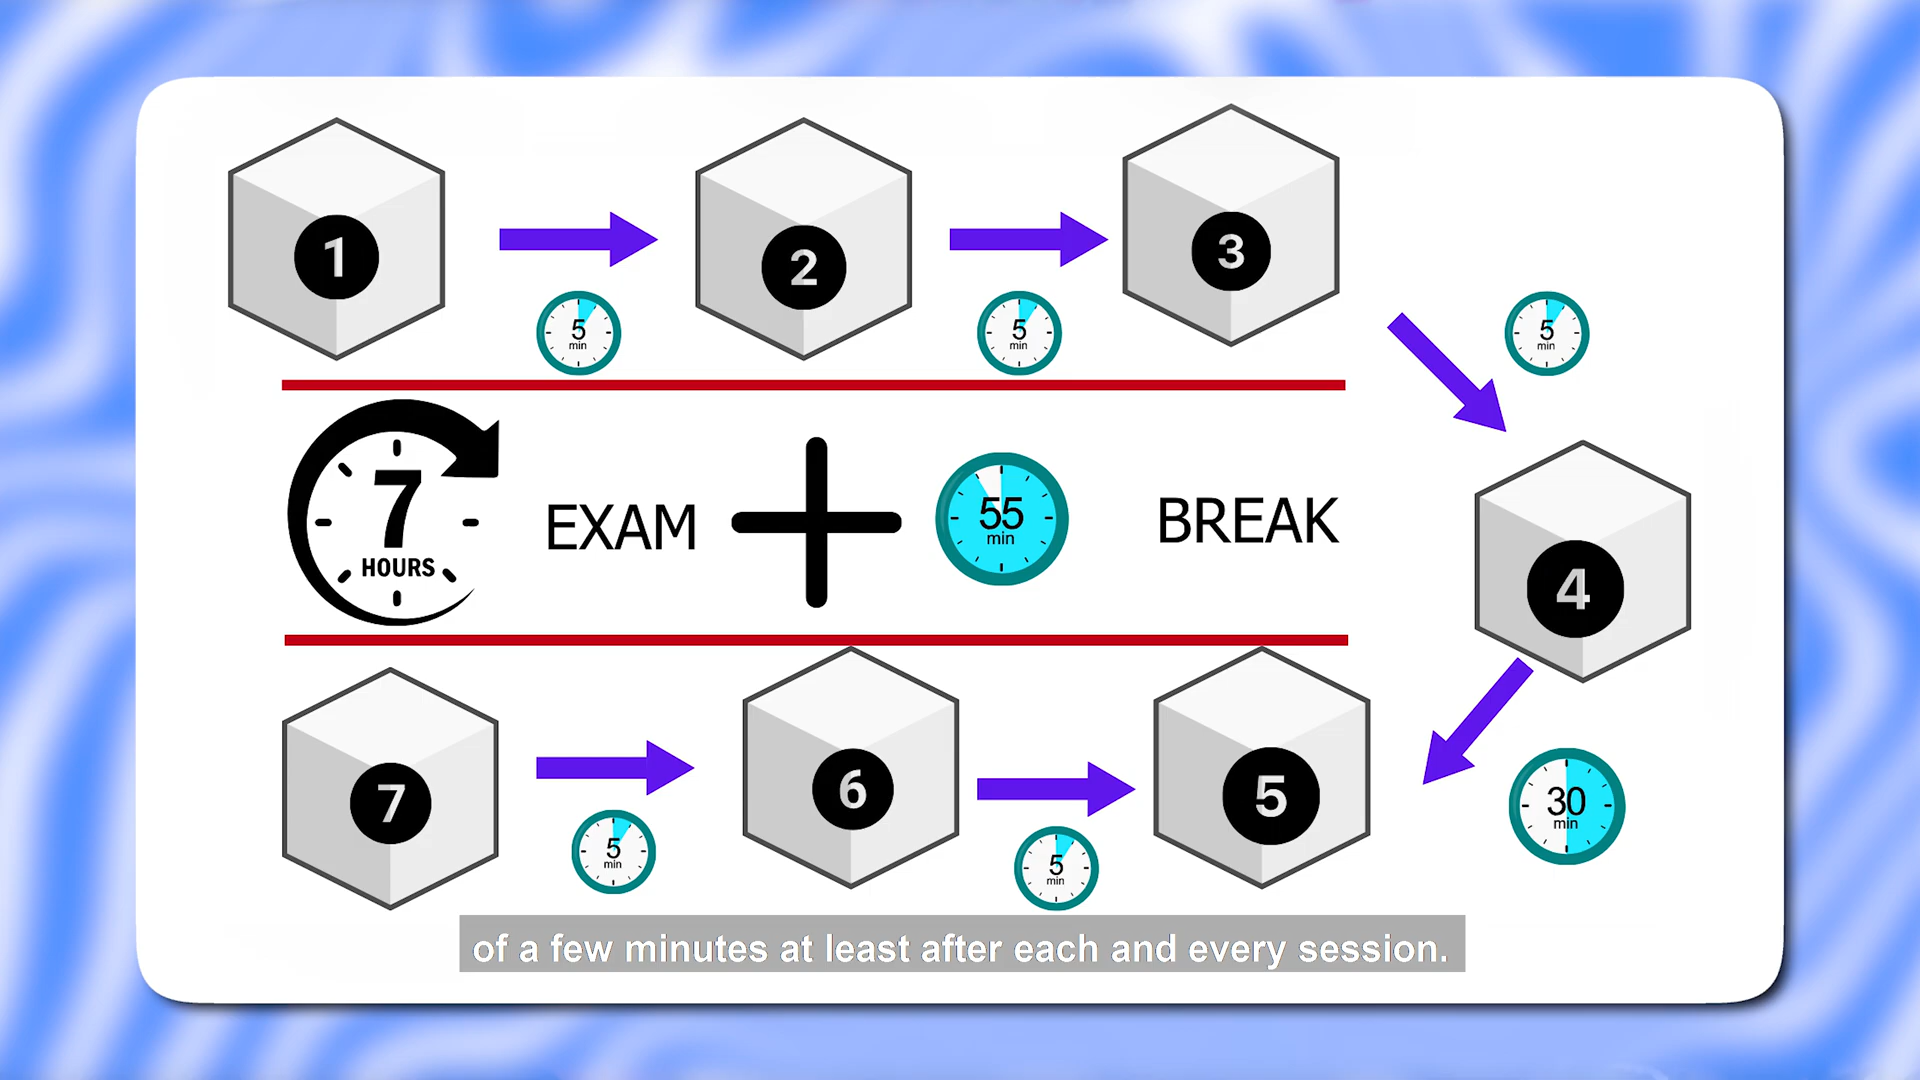 1
2
3
5
min
5
min
5
min
7
HOURS
EXAM
55
min
BREAK
4
7
6
5
30
min
5
min
5
min
of a few minutes at least after each and every session.